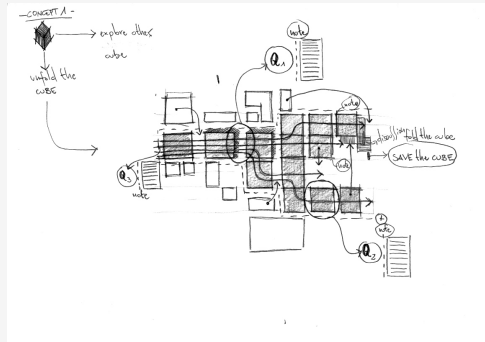 - CONCEPT 1 -
explore other
cube
unfold the
CUBE
note
Q1
note
note
fold the cube
SAVE the CUBE
Q3
note
note
Q2